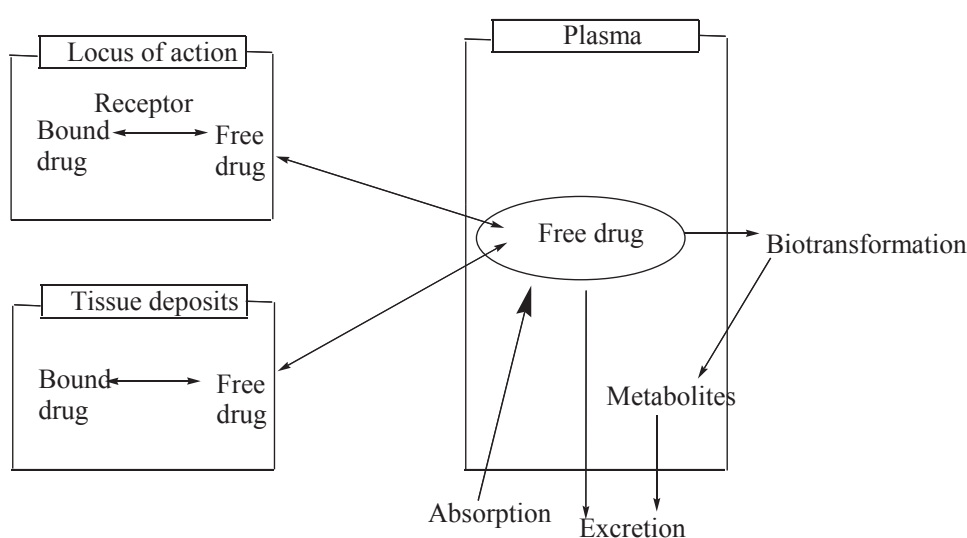 Locus of action
Receptor
Bound
drug
Free
drug
Tissue deposits
Bound
drug
Free
drug
Plasma
Free drug
Biotransformation
Metabolites
Absorption
Excretion